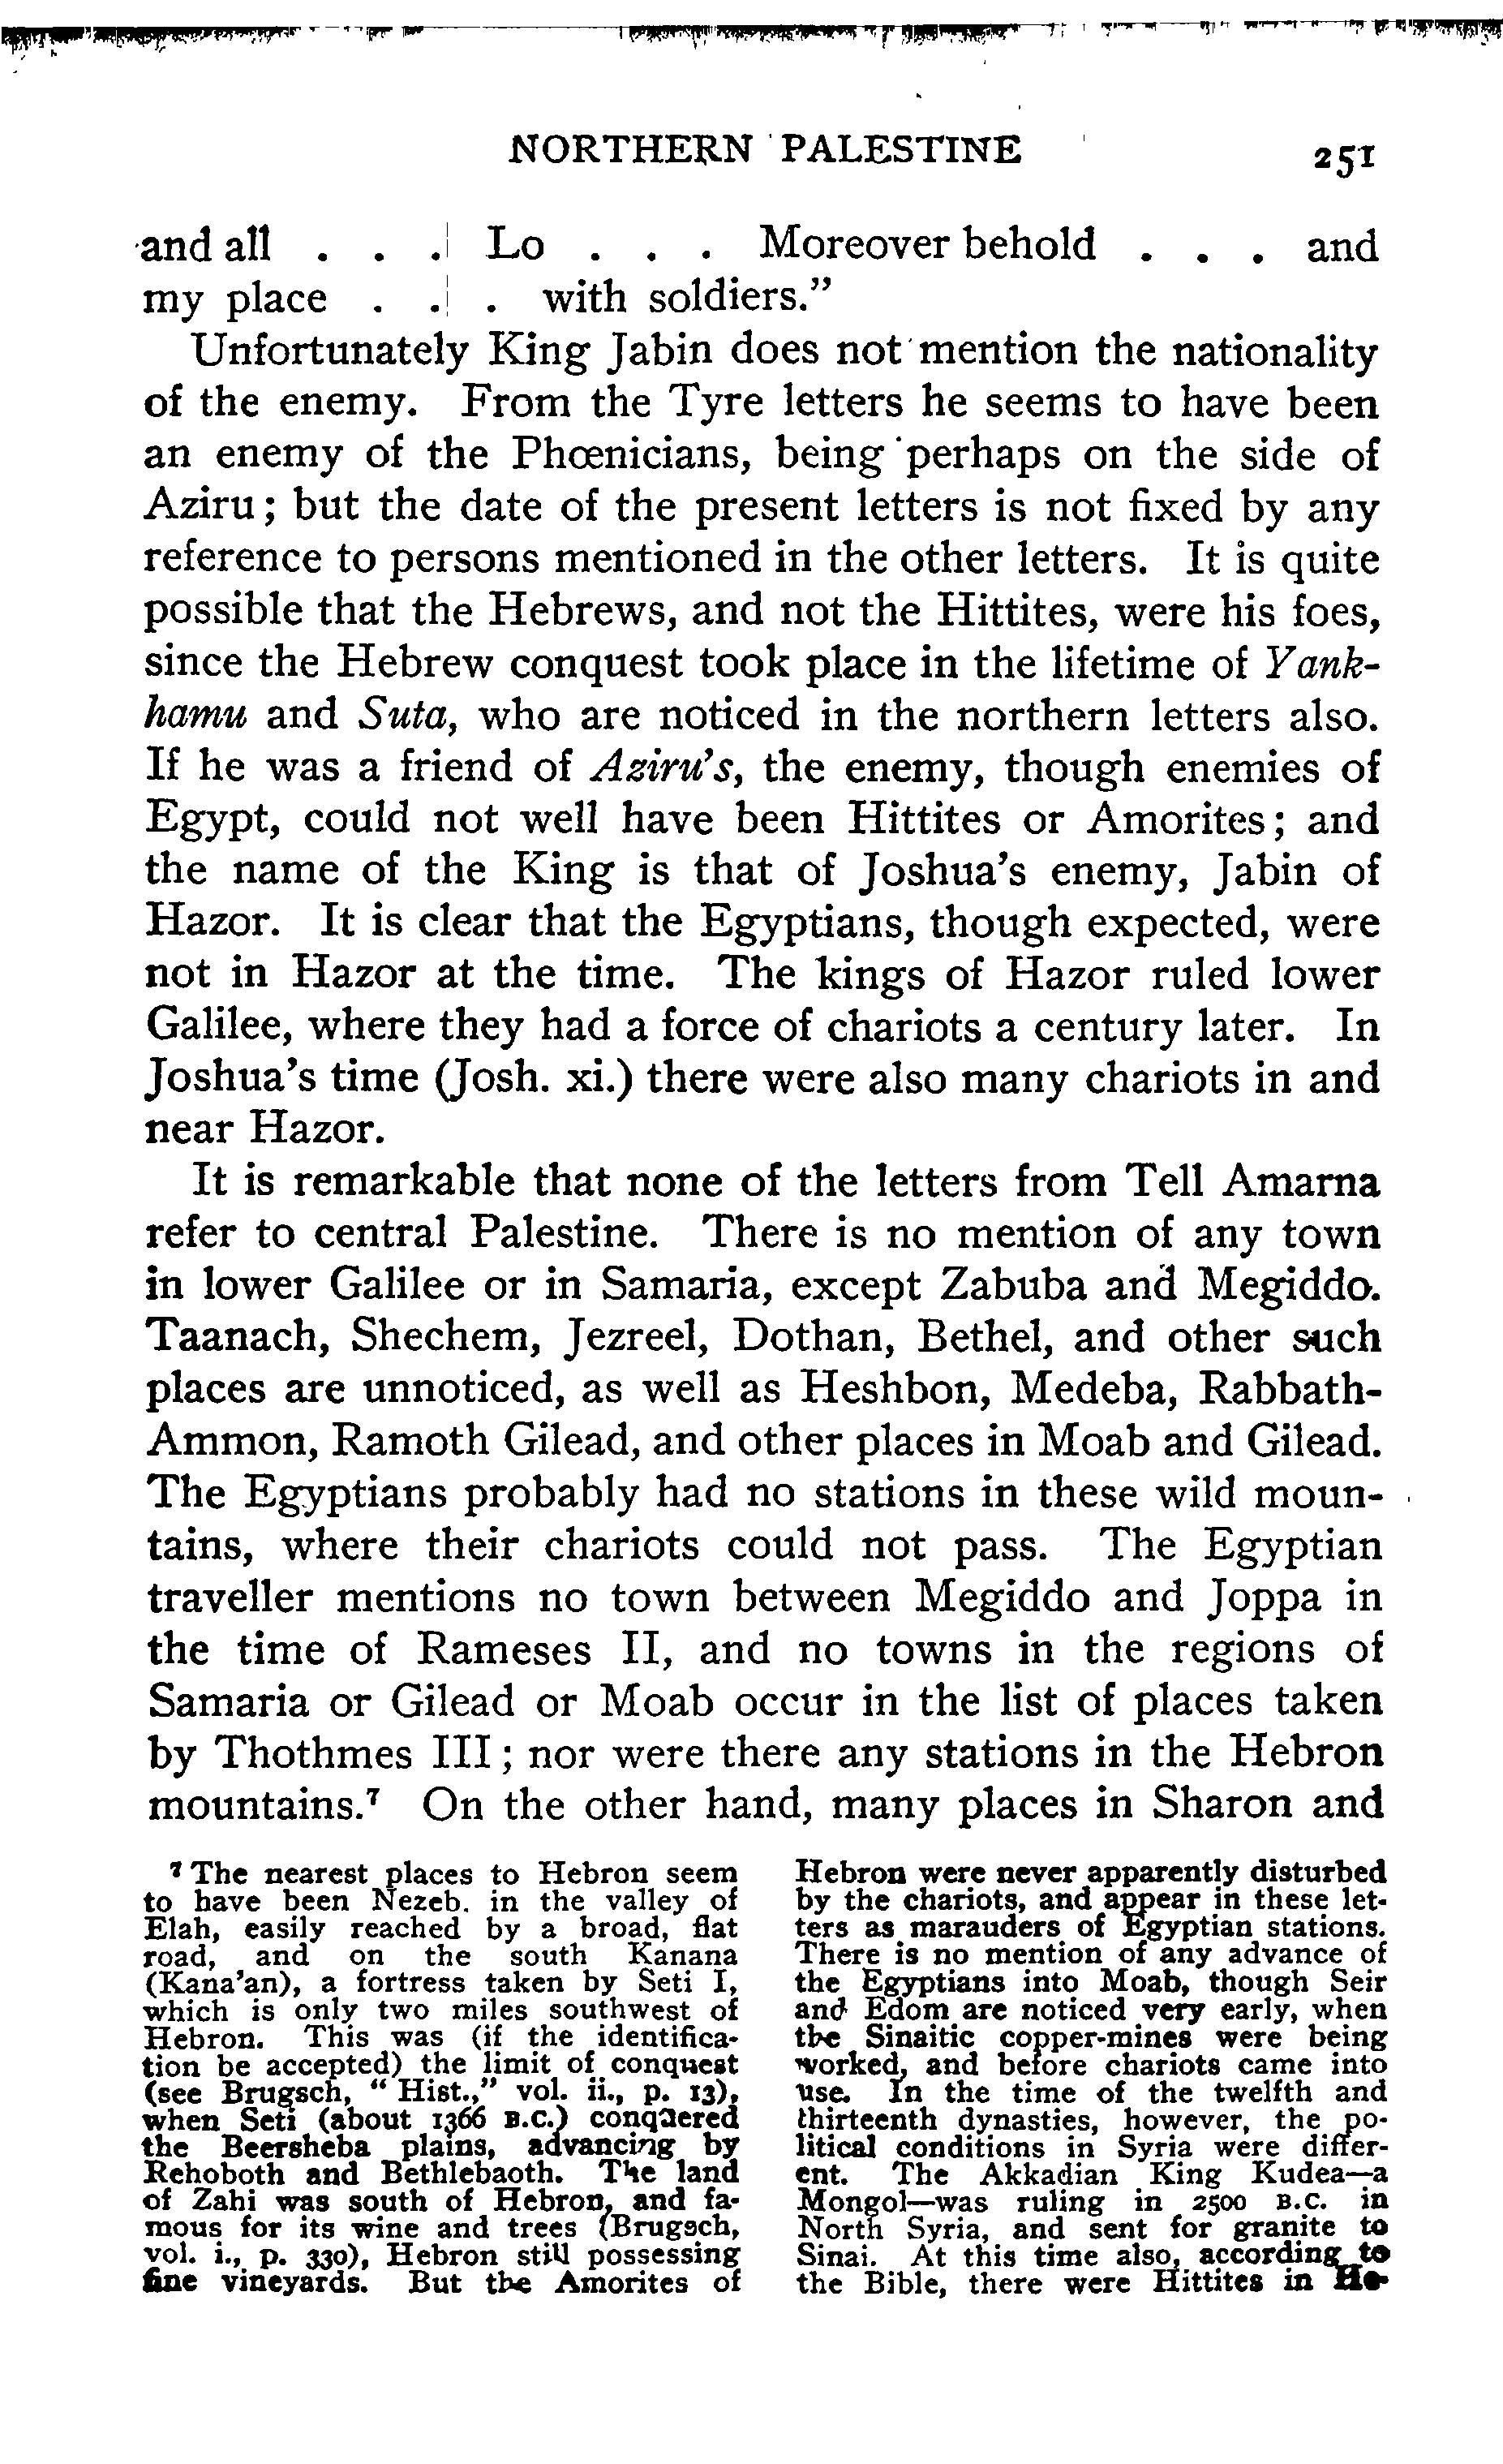 NORTHERN PALESTINE 251
and all . . . Lo . . . Moreover behold . . . and
my place . . . with soldiers.”
Unfortunately King Jabin does not mention the nationality
of the enemy. From the Tyre letters he seems to have been
an enemy of the Phœnicians, being perhaps on the side of
Aziru; but the date of the present letters is not fixed by any
reference to persons mentioned in the other letters. It is quite
possible that the Hebrews, and not the Hittites, were his foes,
since the Hebrew conquest took place in the lifetime of Yank-
hamu and Suta, who are noticed in the northern letters also.
If he was a friend of Aziru’s, the enemy, though enemies of
Egypt, could not well have been Hittites or Amorites; and
the name of the King is that of Joshua’s enemy, Jabin of
Hazor. It is clear that the Egyptians, though expected, were
not in Hazor at the time. The kings of Hazor ruled lower
Galilee, where they had a force of chariots a century later. In
Joshua’s time (Josh. xi.) there were also many chariots in and
near Hazor.
It is remarkable that none of the letters from Tell Amarna
refer to central Palestine. There is no mention of any town
in lower Galilee or in Samaria, except Zabuba and Megiddo.
Taanach, Shechem, Jezreel, Dothan, Bethel, and other such
places are unnoticed, as well as Heshbon, Medeba, Rabbath-
Ammon, Ramoth Gilead, and other places in Moab and Gilead.
The Egyptians probably had no stations in these wild moun-
tains, where their chariots could not pass. The Egyptian
traveller mentions no town between Megiddo and Joppa in
the time of Rameses II, and no towns in the regions of
Samaria or Gilead or Moab occur in the list of places taken
by Thothmes III; nor were there any stations in the Hebron
mountains.⁷ On the other hand, many places in Sharon and
⁷ The nearest places to Hebron seem
to have been Nezeb. in the valley of
Elah, easily reached by a broad, flat
road, and on the south Kanana
(Kana’an), a fortress taken by Seti I,
which is only two miles southwest of
Hebron. This was (if the identifica-
tion be accepted) the limit of conquest
(see Brugsch, “ Hist.,” vol. ii., p. 13),
when Seti (about 1366 B.C.) conquered
the Beersheba plains, advancing by
Rehoboth and Bethlebaoth. The land
of Zahi was south of Hebron, and fa-
mous for its wine and trees (Brugsch,
vol. i., p. 330), Hebron still possessing
fine vineyards. But the Amorites of
Hebron were never apparently disturbed
by the chariots, and appear in these let-
ters as marauders of Egyptian stations.
There is no mention of any advance of
the Egyptians into Moab, though Seir
and Edom are noticed very early, when
the Sinaitic copper-mines were being
worked, and before chariots came into
use. In the time of the twelfth and
thirteenth dynasties, however, the po-
litical conditions in Syria were differ-
ent. The Akkadian King Kudea—a
Mongol—was ruling in 2500 B.C. in
North Syria, and sent for granite to
Sinai. At this time also, according to
the Bible, there were Hittites in He-